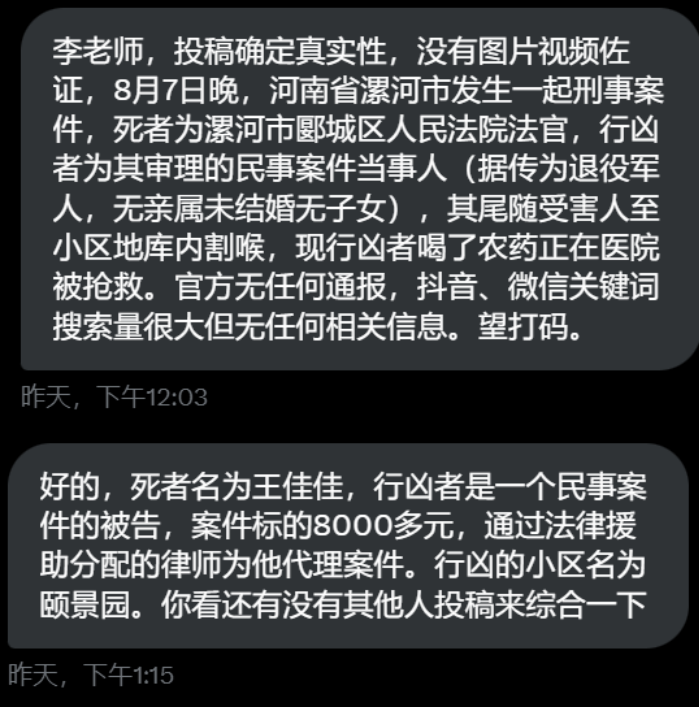 李老师，投稿确定真实性，没有图片视频佐
证，8月7日晚，河南省漯河市发生一起刑事案
件，死者为漯河市郾城区人民法院法官，行凶
者为其审理的民事案件当事人（据传为退役军
人，无亲属未结婚无子女），其尾随受害人至
小区地库内割喉，现行凶者喝了农药正在医院
被抢救。官方无任何通报，抖音、微信关键词
搜索量很大但无任何相关信息。望打码。
昨天，下午12:03
好的，死者名为王佳佳，行凶者是一个民事案
件的被告，案件标的8000多元，通过法律援
助分配的律师为他代理案件。行凶的小区名为
颐景园。你看还有没有其他人投稿来综合一下
昨天，下午1:15